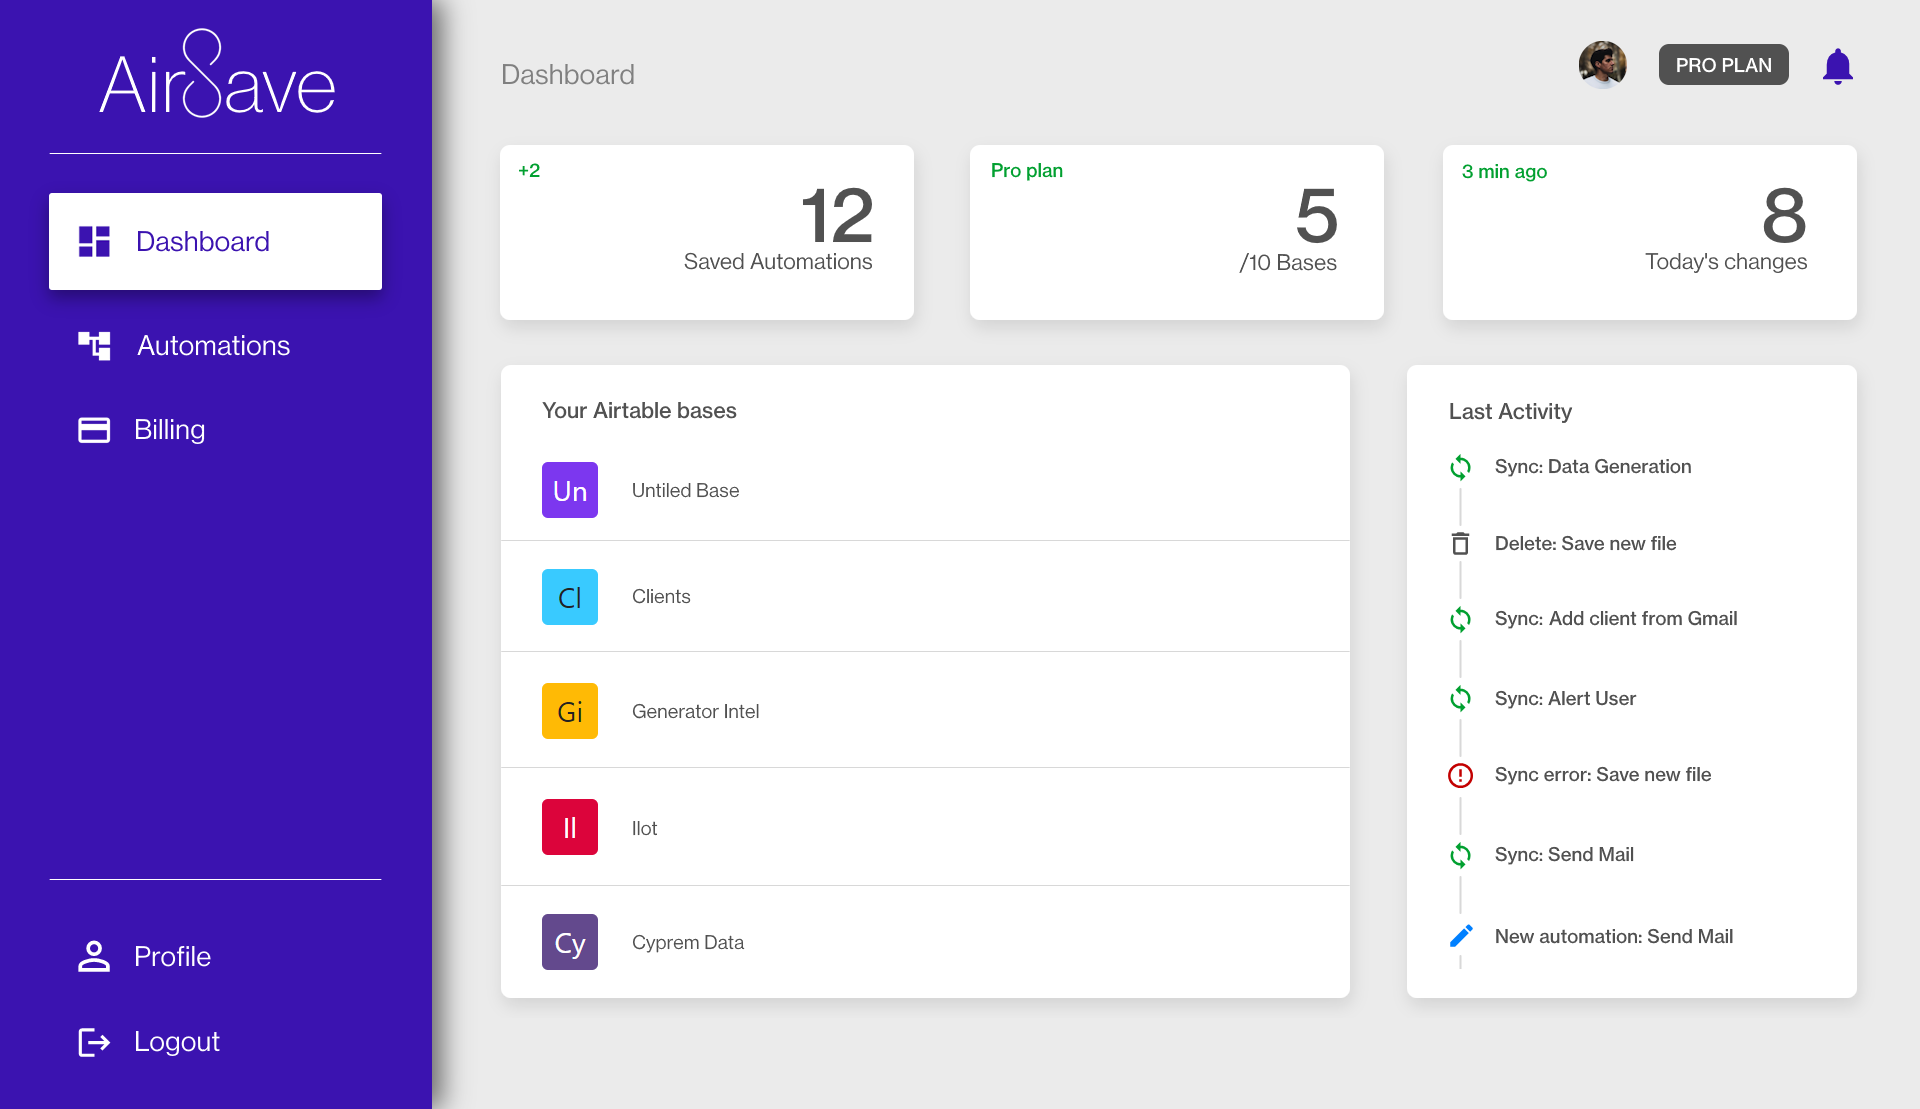 AirSave
Dashboard
Automations
Billing
Profile
Logout
Dashboard
PRO PLAN
+2
12
Saved Automations
Pro plan
5
/10 Bases
3 min ago
8
Today's changes
Your Airtable bases
Un
Untiled Base
Cl
Clients
Gi
Generator Intel
Il
Ilot
Cy
Cyprem Data
Last Activity
Sync: Data Generation
Delete: Save new file
Sync: Add client from Gmail
Sync: Alert User
Sync error: Save new file
Sync: Send Mail
New automation: Send Mail